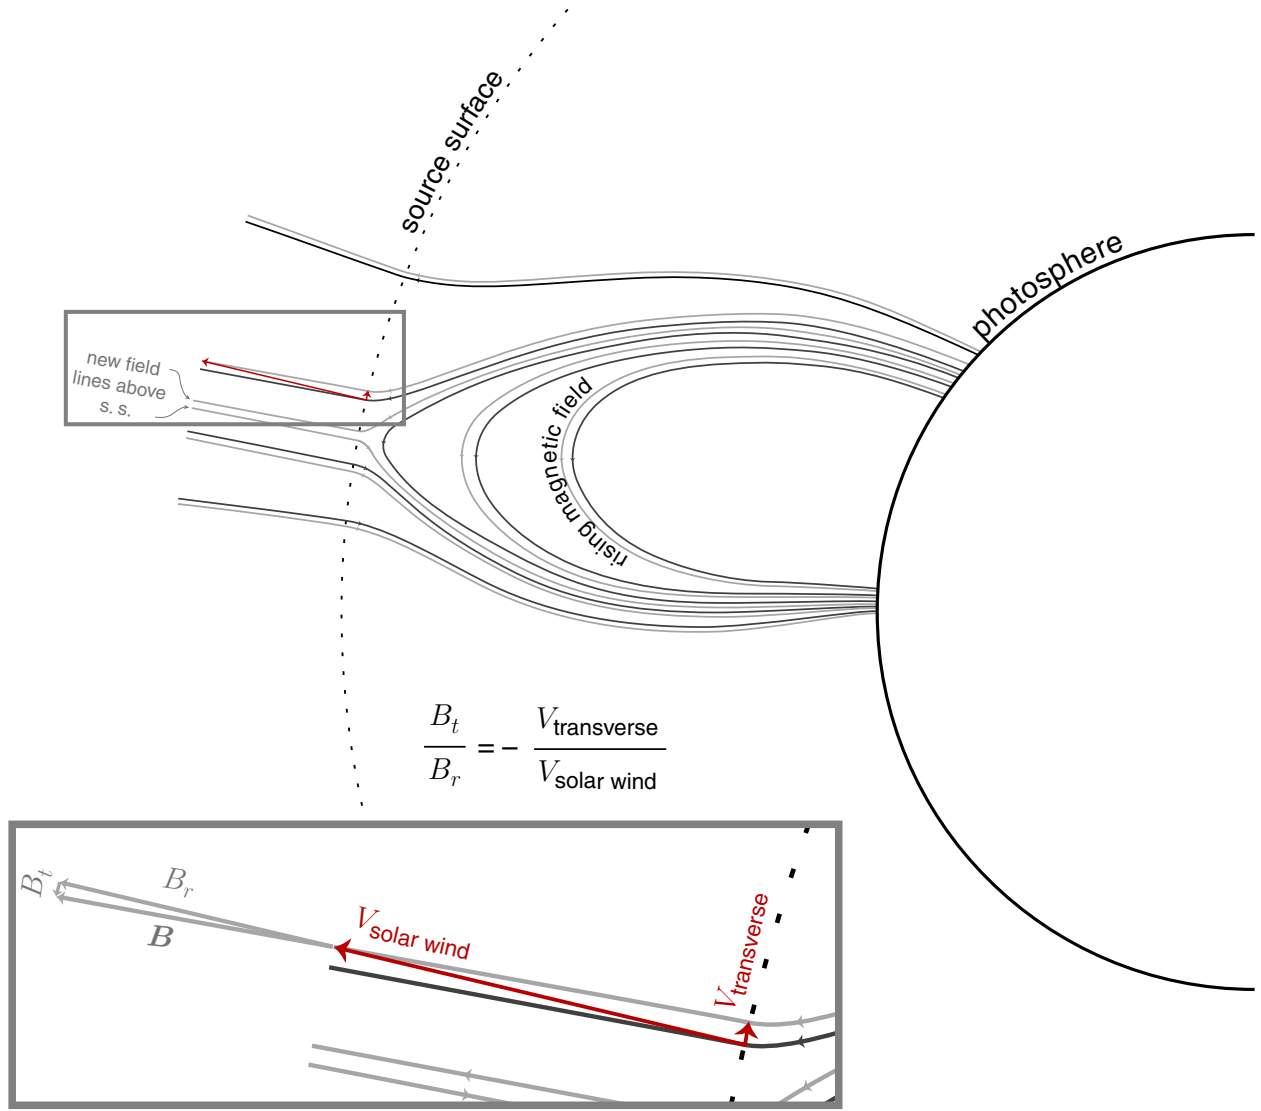 source surface
photosphere
new field
lines above
s. s.
rising magnetic field
B_t / B_r = − V_transverse / V_solar wind
B_t
B_r
B
V_solar wind
V_transverse